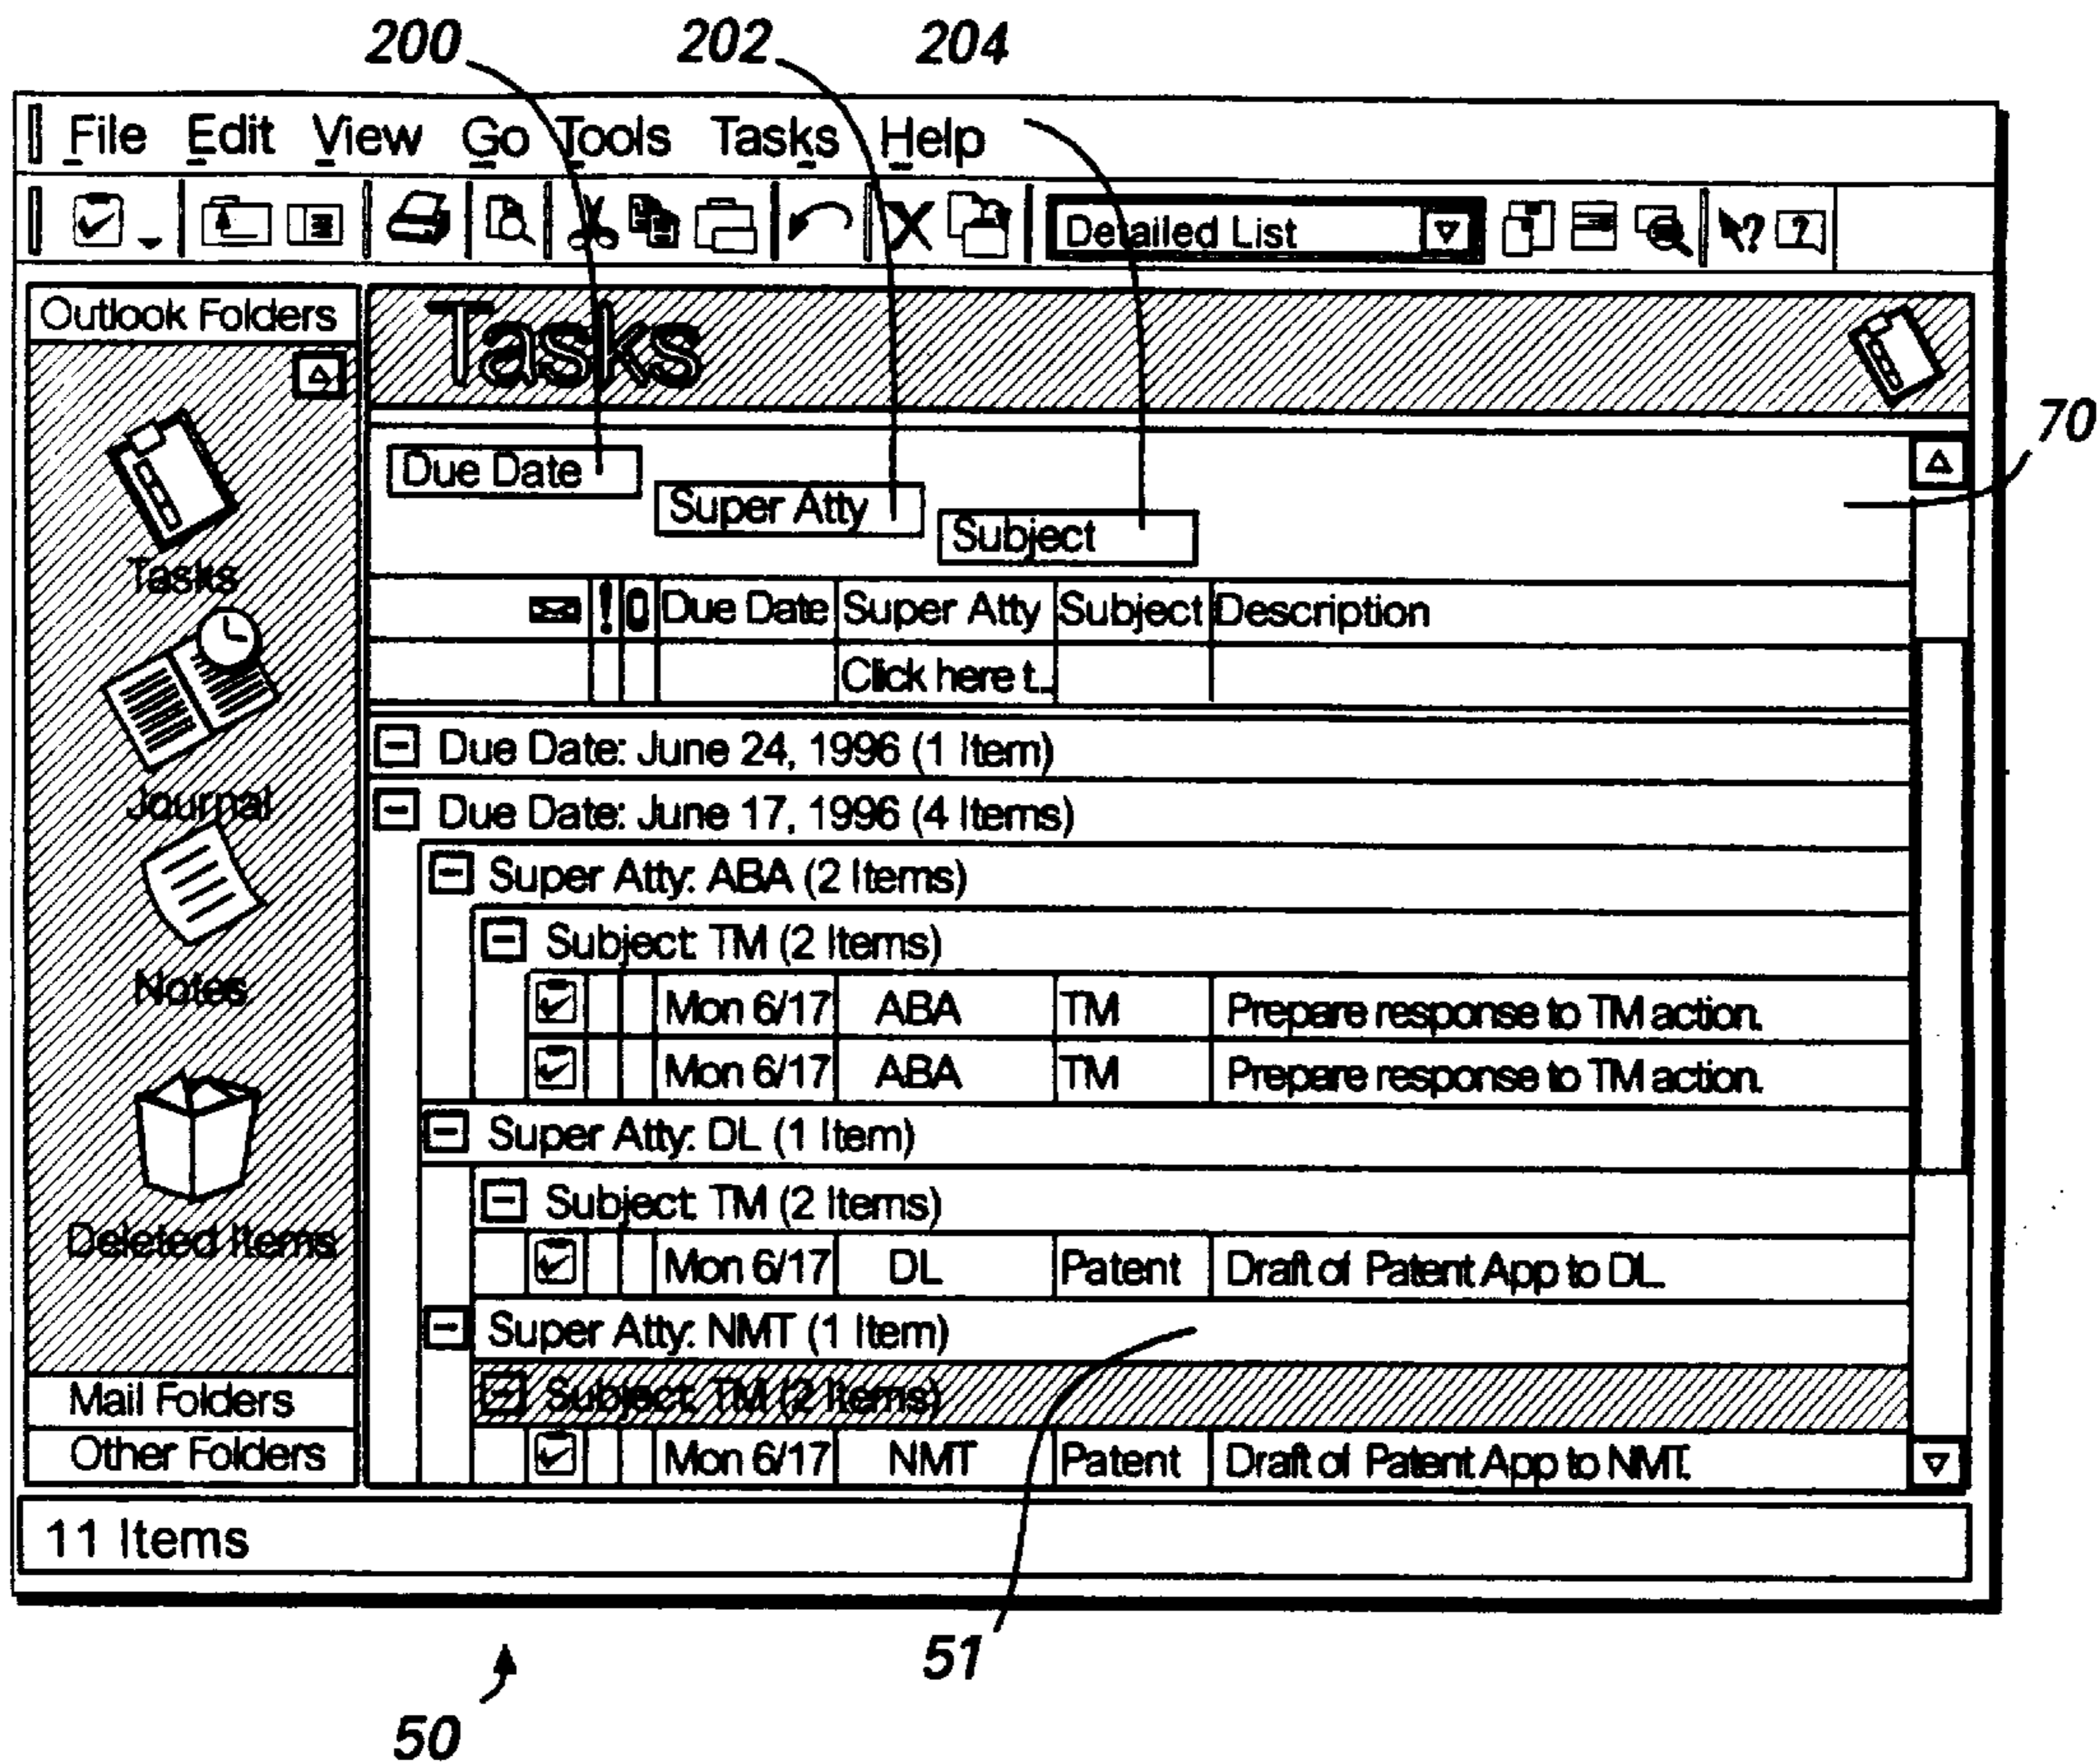 200 202 204
File Edit View Go Tools Tasks Help
Detailed List
Outlook Folders
Tasks
70
Due Date
Super Atty
Subject
Tasks
! Due Date Super Atty Subject Description
Click here t...
Journal
Due Date: June 24, 1996 (1 Item)
Due Date: June 17, 1996 (4 Items)
Super Atty: ABA (2 Items)
Subject: TM (2 Items)
Notes
Mon 6/17 ABA TM Prepare response to TM action.
Mon 6/17 ABA TM Prepare response to TM action.
Super Atty: DL (1 Item)
Subject: TM (2 Items)
Deleted Items
Mon 6/17 DL Patent Draft of Patent App to DL.
Super Atty: NMT (1 Item)
Subject: TM (2 Items)
Mail Folders
Other Folders
Mon 6/17 NMT Patent Draft of Patent App to NMT.
11 Items
51
50